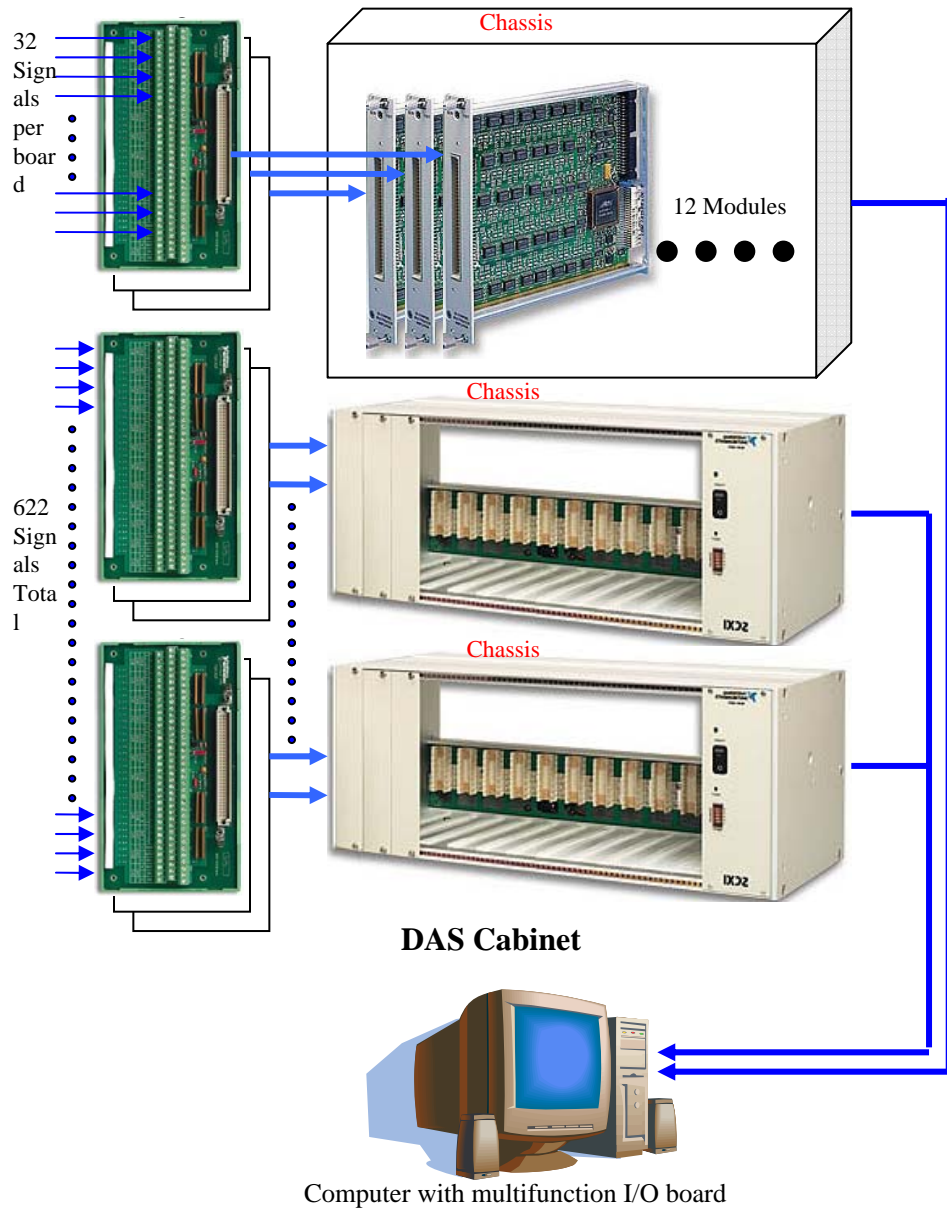 Chassis
32
Sign
als
per
boar
d
12 Modules
Chassis
622
Sign
als
Tota
l
SCXI
Chassis
SCXI
DAS Cabinet
Computer with multifunction I/O board